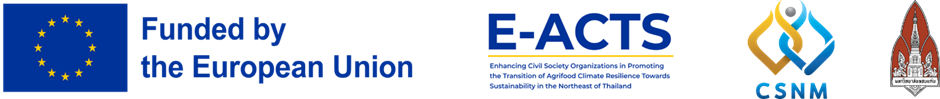 Funded by
the European Union
E-ACTS
Enhancing Civil Society Organizations in Promoting
the Transition of Agrifood Climate Resilience Towards
Sustainability in the Northeast of Thailand
CSNM